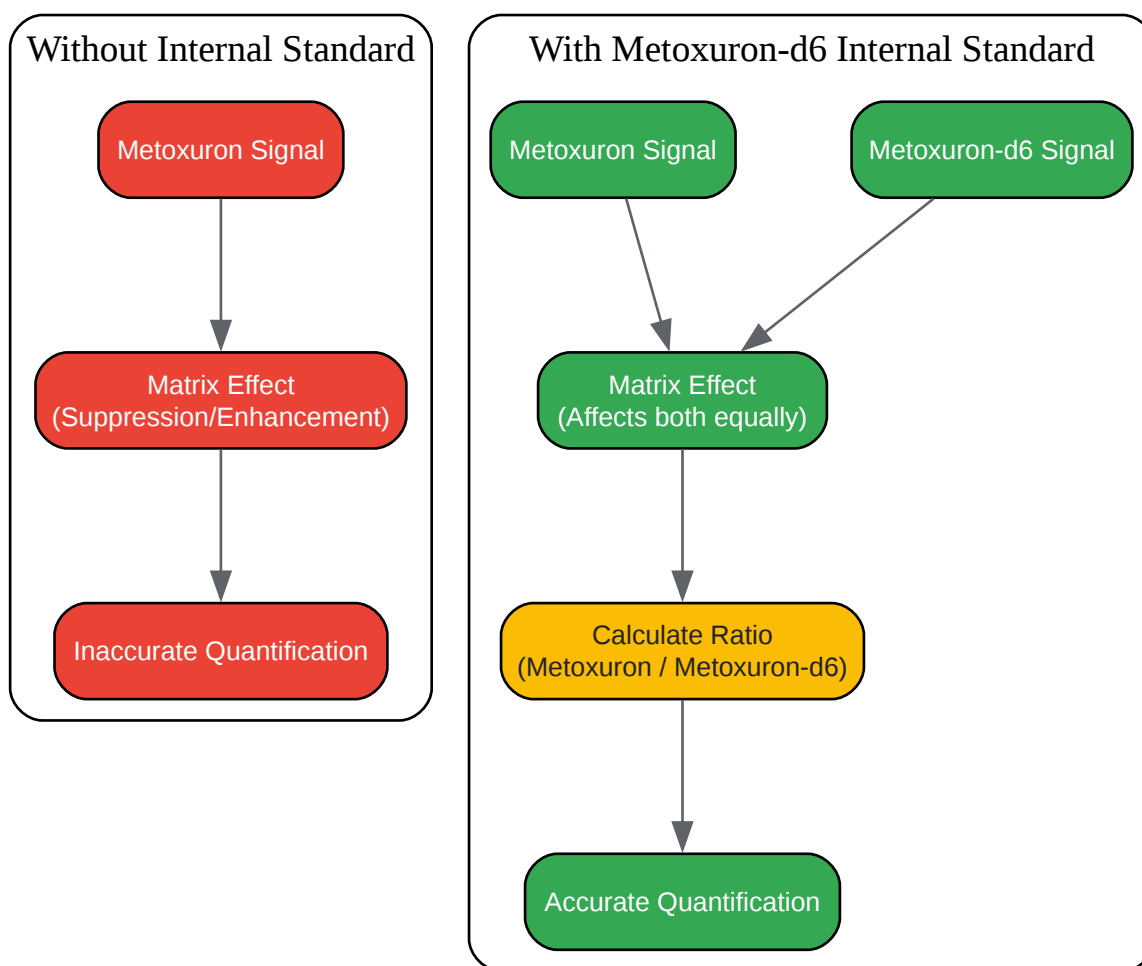 Without Internal Standard
Metoxuron Signal
Matrix Effect
(Suppression/Enhancement)
Inaccurate Quantification
With Metoxuron-d6 Internal Standard
Metoxuron Signal
Metoxuron-d6 Signal
Matrix Effect
(Affects both equally)
Calculate Ratio
(Metoxuron / Metoxuron-d6)
Accurate Quantification